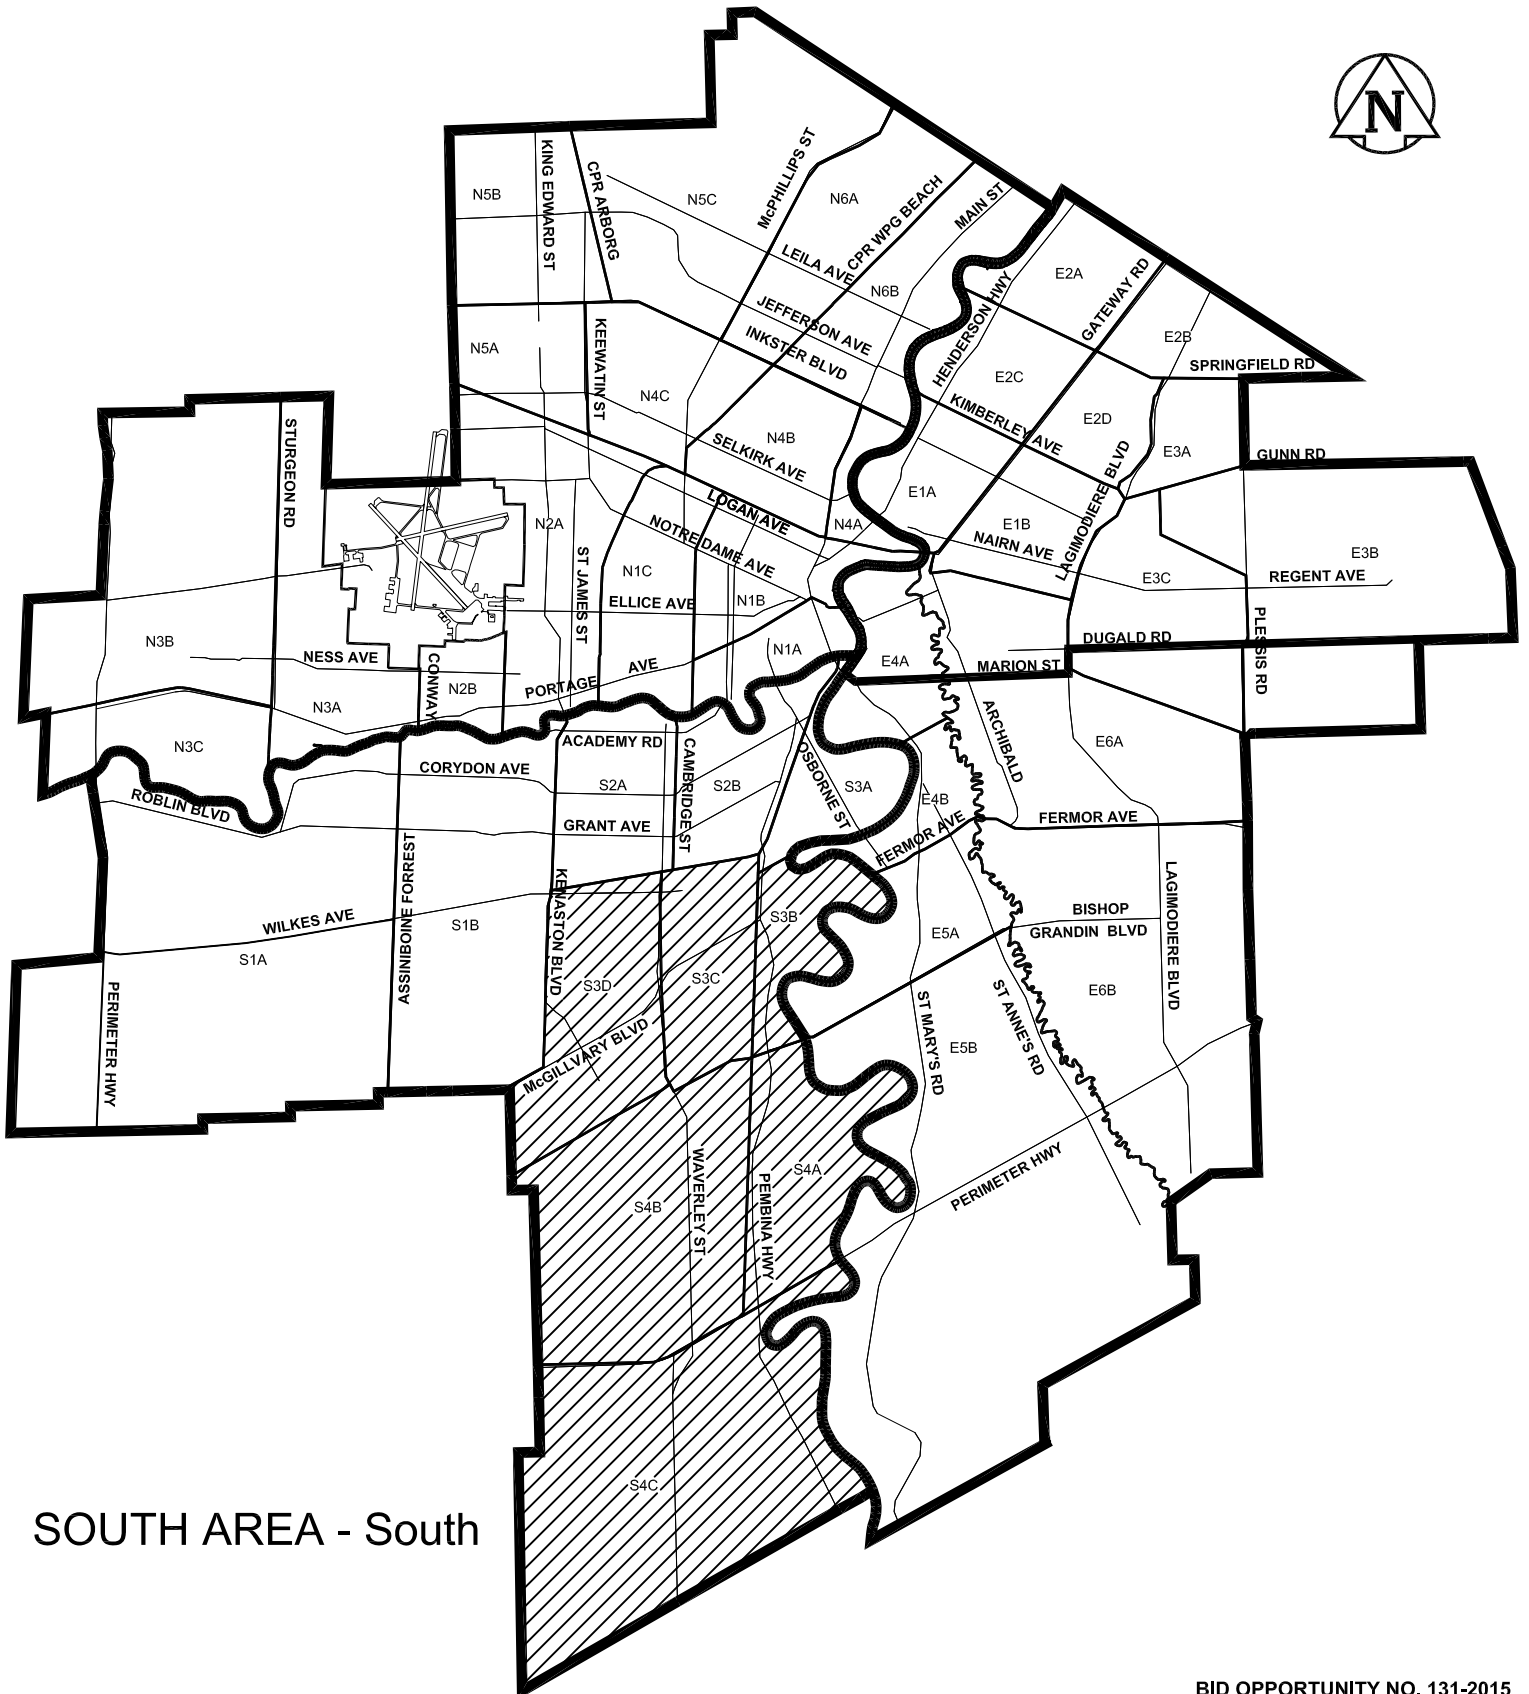 N
McPHILLIPS ST
KING EDWARD ST
CPR ARBORG
N5B
N5C
N6A
CPR WPG BEACH
MAIN ST
LEILA AVE
N6B
E2A
GATEWAY RD
HENDERSON HWY
JEFFERSON AVE
INKSTER BLVD
KEEWATIN ST
N5A
E2B
SPRINGFIELD RD
E2C
N4C
KIMBERLEY AVE
E2D
N4B
SELKIRK AVE
E3A
GUNN RD
LAGIMODIERE BLVD
STURGEON RD
E1A
LOGAN AVE
N4A
N2A
NOTRE DAME AVE
E1B
NAIRN AVE
E3B
ST JAMES ST
N1C
E3C
REGENT AVE
ELLICE AVE
N1B
PLESSIS RD
N3B
DUGALD RD
NESS AVE
N1A
E4A
MARION ST
CONWAY
AVE
N2B
PORTAGE
N3A
ARCHIBALD
N3C
ACADEMY RD
E6A
CORYDON AVE
CAMBRIDGE ST
OSBORNE ST
S2A
S2B
S3A
ROBLIN BLVD
E4B
GRANT AVE
FERMOR AVE
FERMOR AVE
ASSINIBOINE FORREST
KENASTON BLVD
LAGIMODIERE BLVD
WILKES AVE
S1B
S3B
BISHOP
GRANDIN BLVD
E5A
S1A
S3D
S3C
E6B
PERIMETER HWY
ST MARY'S RD
ST ANNE'S RD
McGILLVARY BLVD
E5B
WAVERLEY ST
PEMBINA HWY
S4A
PERIMETER HWY
S4B
S4C
SOUTH AREA - South
BID OPPORTUNITY NO. 131-2015